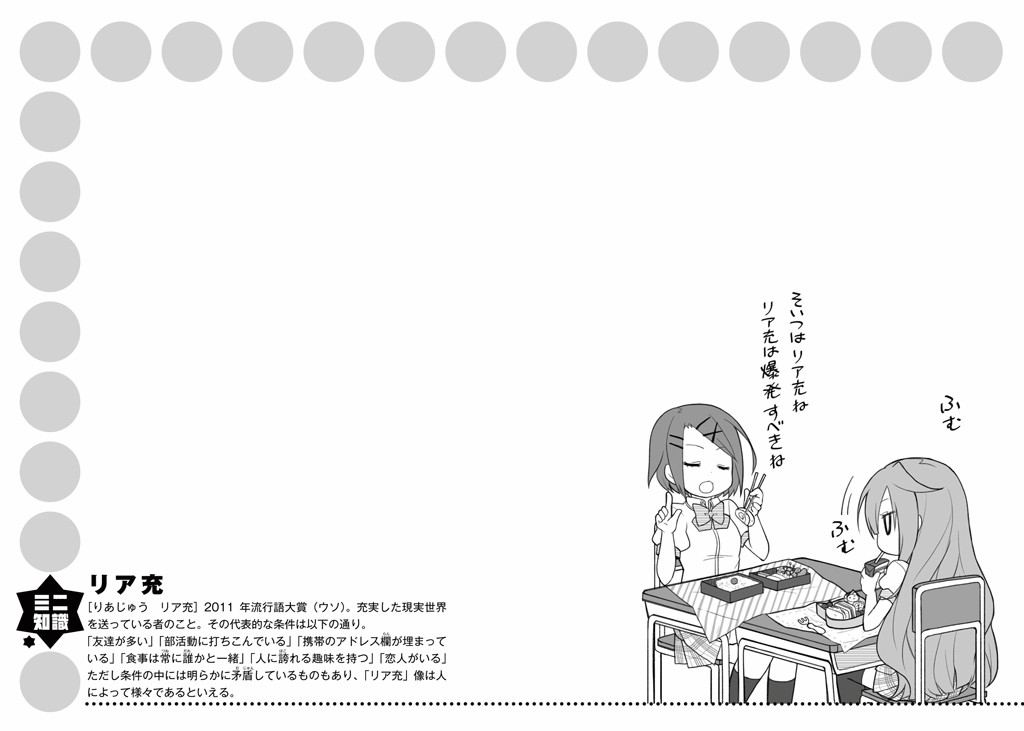 そいつはリア充ね
リア充は爆発すべきね
ふむ
ふむ
ミニ
知識
リア充
［りあじゅう　リア充］2011 年流行語大賞（ウソ）。充実した現実世界
を送っている者のこと。その代表的な条件は以下の通り。
「友達が多い」「部活動に打ちこんでいる」「携帯のアドレス欄が埋まって
いる」「食事は常に誰かと一緒」「人に誇れる趣味を持つ」「恋人がいる」
ただし条件の中には明らかに矛盾しているものもあり、「リア充」像は人
によって様々であるといえる。